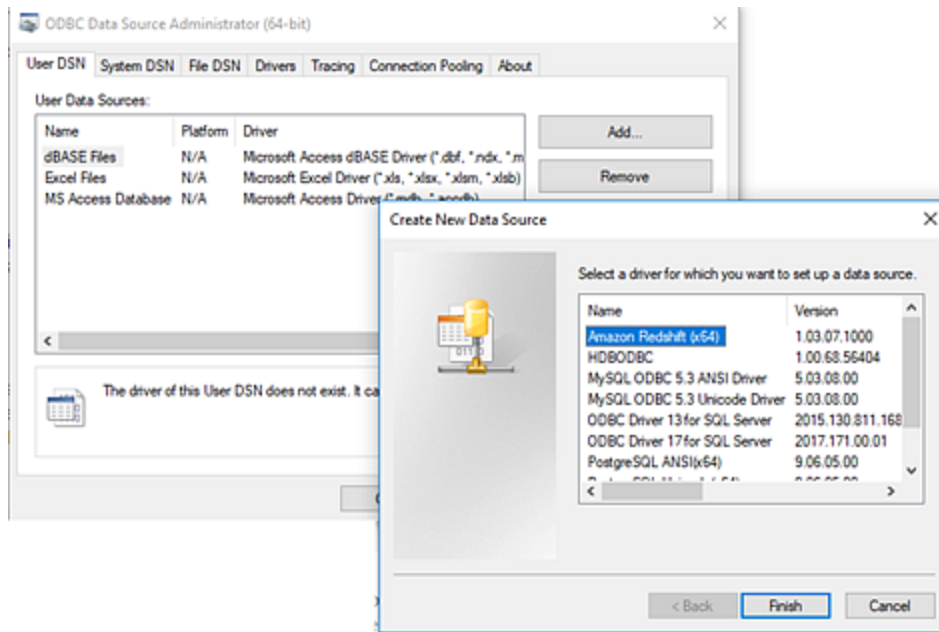 ODBC Data Source Administrator (64-bit)
User DSN System DSN File DSN Drivers Tracing Connection Pooling About
User Data Sources:
Name Platform Driver
dBASE Files N/A Microsoft Access dBASE Driver (*.dbf, *.ndx, *.m
Excel Files N/A Microsoft Excel Driver (*.xls, *.xlsx, *.xlsm, *.xlsb)
MS Access Database N/A Microsoft Access Driver (*.mdb, *.accdb)
Add...
Remove
The driver of this User DSN does not exist. It ca
Create New Data Source
Select a driver for which you want to set up a data source.
Name Version
Amazon Redshift (x64) 1.03.07.1000
HDBODBC 1.00.68.56404
MySQL ODBC 5.3 ANSI Driver 5.03.08.00
MySQL ODBC 5.3 Unicode Driver 5.03.08.00
ODBC Driver 13 for SQL Server 2015.130.811.168
ODBC Driver 17 for SQL Server 2017.171.00.01
PostgreSQL ANSI(x64) 9.06.05.00
< Back Finish Cancel